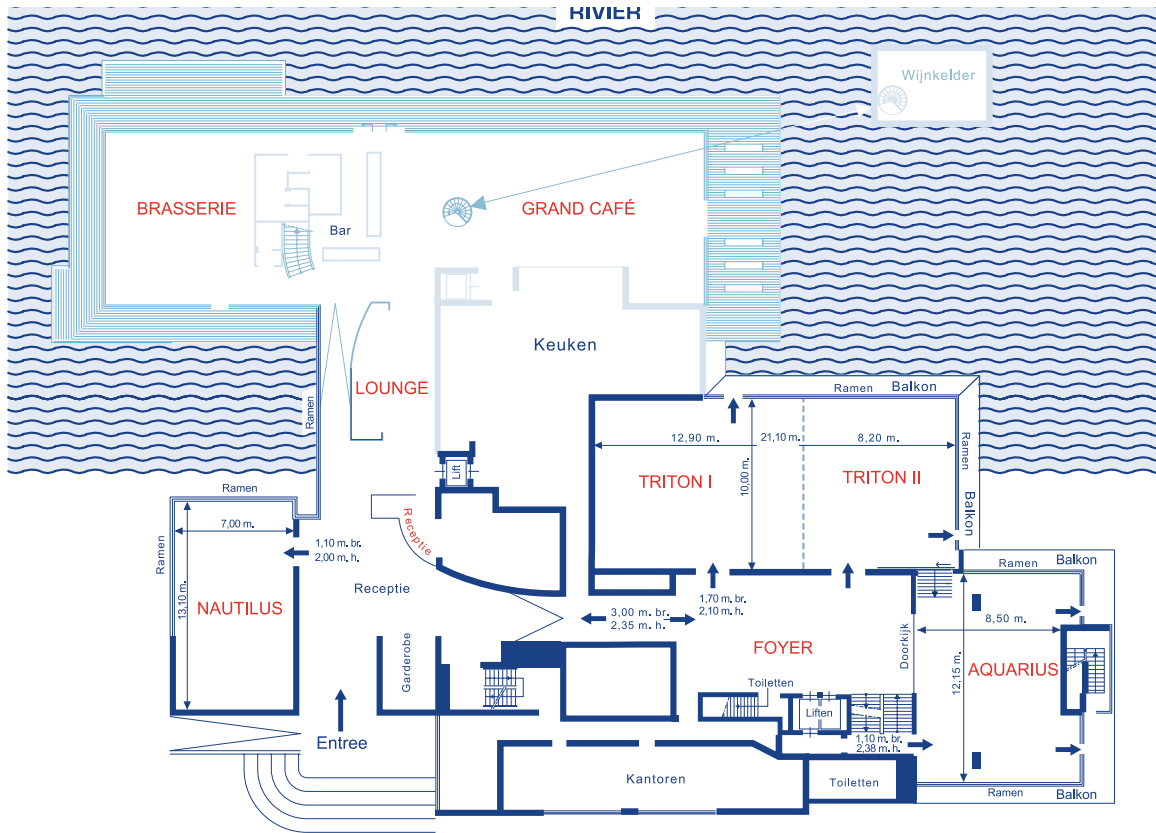 RIVIER
Wijnkelder
BRASSERIE
GRAND CAFÉ
Bar
Keuken
LOUNGE
Ramen
Ramen
Balkon
12,90 m.
21,10 m.
8,20 m.
Ramen
Lift
TRITON I
10,00 m.
TRITON II
Balkon
Ramen
7,00 m.
Receptie
1,10 m. br.
2,00 m. h.
Ramen
13,10 m.
NAUTILUS
Receptie
Ramen
Balkon
1,70 m. br.
2,10 m. h.
3,00 m. br.
2,35 m. h.
8,50 m.
Doorkijk
FOYER
Garderobe
12,15 m.
AQUARIUS
Toiletten
Liften
Entree
1,10 m. br.
2,38 m. h.
Kantoren
Toiletten
Ramen
Balkon